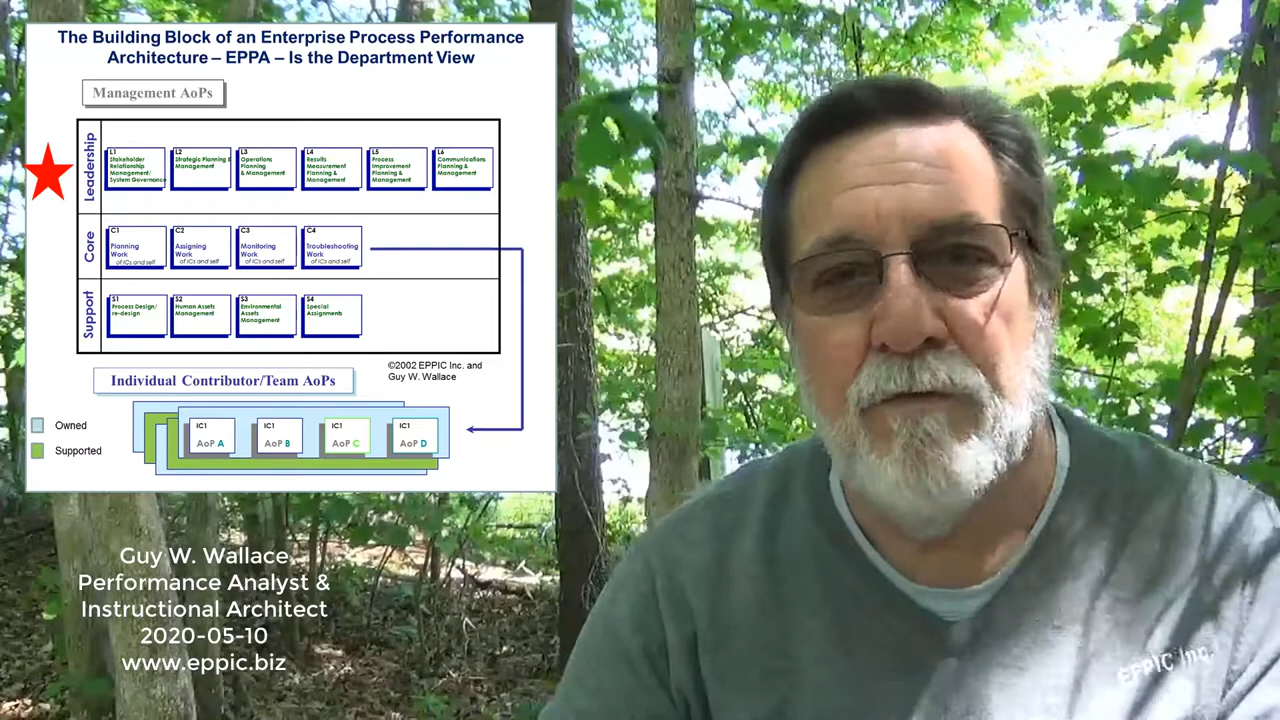 The Building Block of an Enterprise Process Performance
Architecture – EPPA – Is the Department View
Management AoPs
Leadership
L1
Stakeholder
Relationship
Management/
System Governance
L2
Strategic Planning
Management
L3
Operations
Planning
& Management
L4
Results
Measurement
Planning &
Management
L5
Process
Improvement
Planning &
Management
L6
Communications
Planning &
Management
Core
C1
Planning
Work
of ICs and self
C2
Assigning
Work
of ICs and self
C3
Monitoring
Work
of ICs and self
C4
Troubleshooting
Work
of ICs and self
Support
S1
Process Design/
re-design
S2
Human Assets
Management
S3
Environmental
Assets
Management
S4
Special
Assignments
©2002 EPPIC Inc. and
Guy W. Wallace
Individual Contributor/Team AoPs
Owned
Supported
IC1
AoP A
IC1
AoP B
IC1
AoP C
IC1
AoP D
Guy W. Wallace
Performance Analyst &
Instructional Architect
2020-05-10
www.eppic.biz
EPPIC Inc.